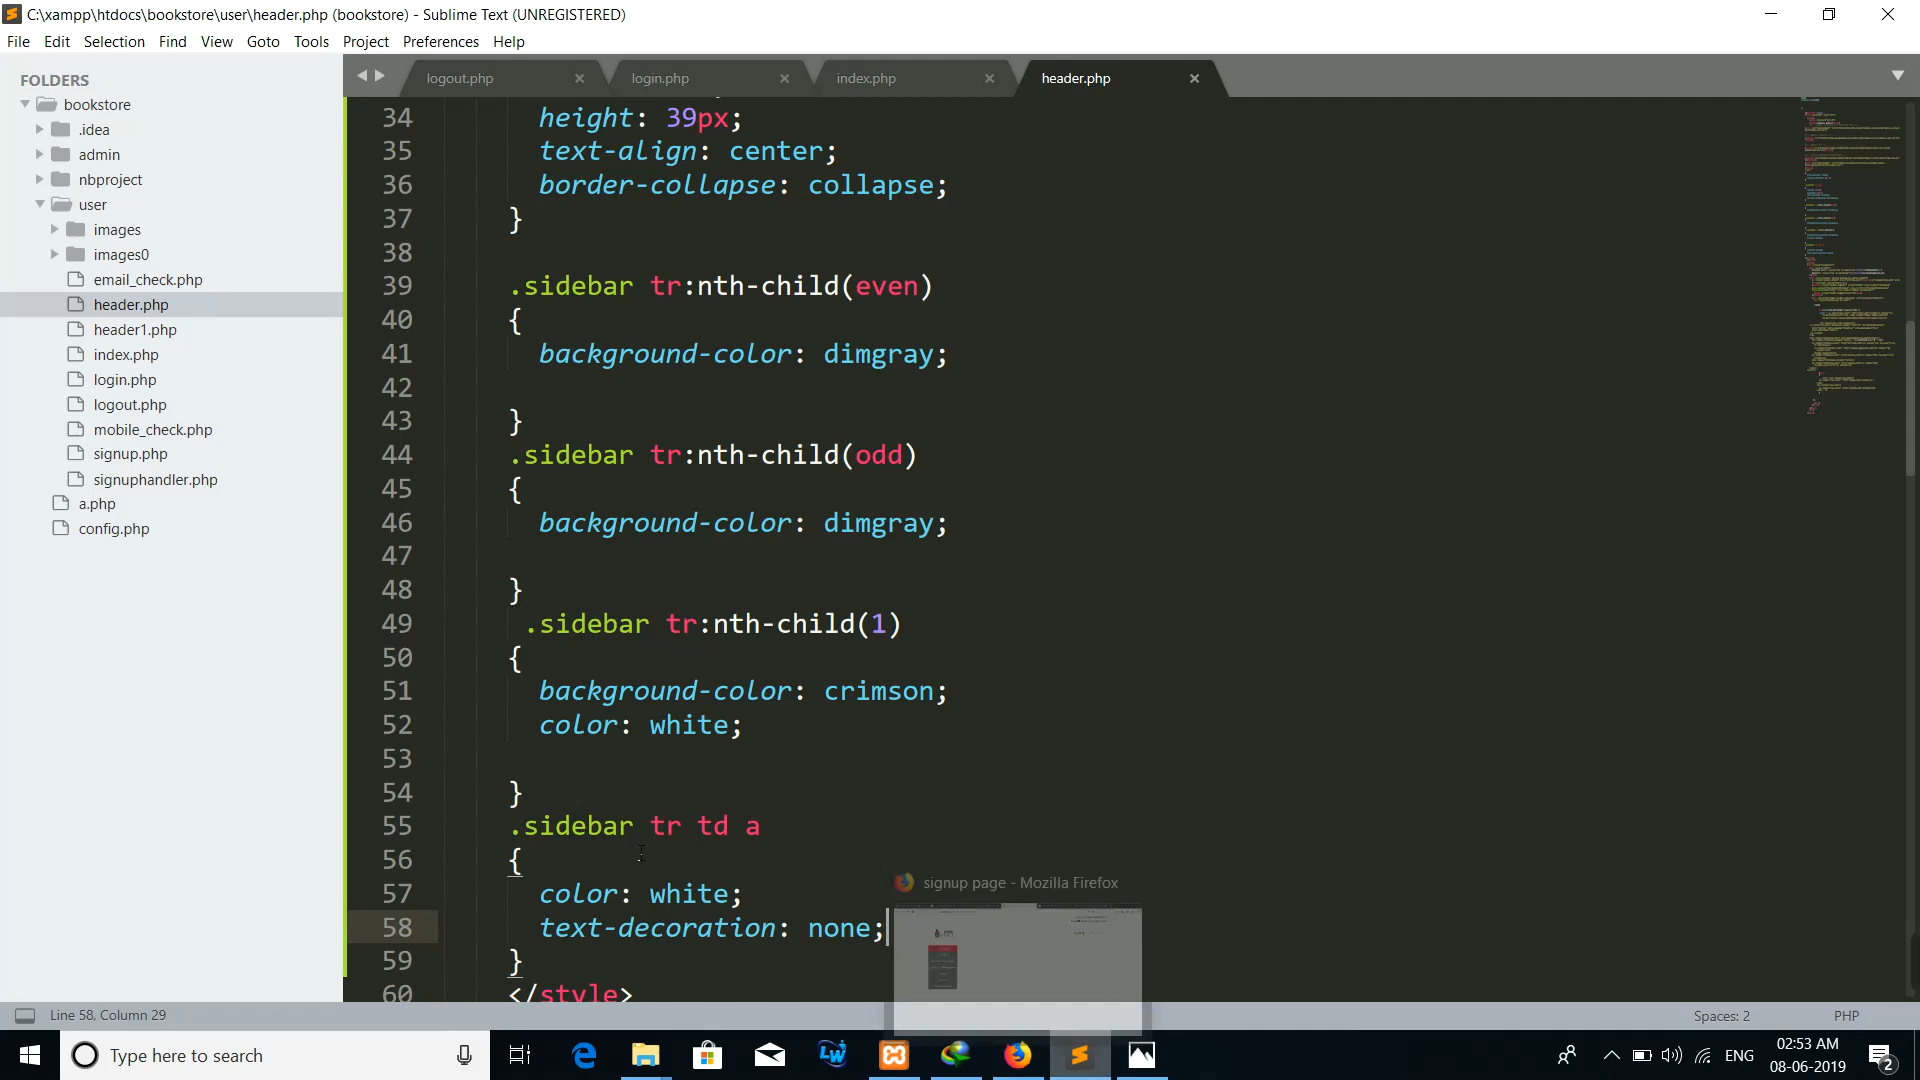 C:\xampp\htdocs\bookstore\user\header.php (bookstore) - Sublime Text (UNREGISTERED)
File Edit Selection Find View Goto Tools Project Preferences Help
FOLDERS
bookstore
.idea
admin
nbproject
user
images
images0
email_check.php
header.php
header1.php
index.php
login.php
logout.php
mobile_check.php
signup.php
signuphandler.php
a.php
config.php
logout.php login.php index.php header.php
34 height: 39px;
35 text-align: center;
36 border-collapse: collapse;
37 }
38
39 .sidebar tr:nth-child(even)
40 {
41 background-color: dimgray;
42
43 }
44 .sidebar tr:nth-child(odd)
45 {
46 background-color: dimgray;
47
48 }
49 .sidebar tr:nth-child(1)
50 {
51 background-color: crimson;
52 color: white;
53
54 }
55 .sidebar tr td a
56 {
57 color: white;
58 text-decoration: none;
59 }
60 </style>
signup page - Mozilla Firefox
Line 58, Column 29 Spaces: 2 PHP
Type here to search
ENG
02:53 AM
08-06-2019
2